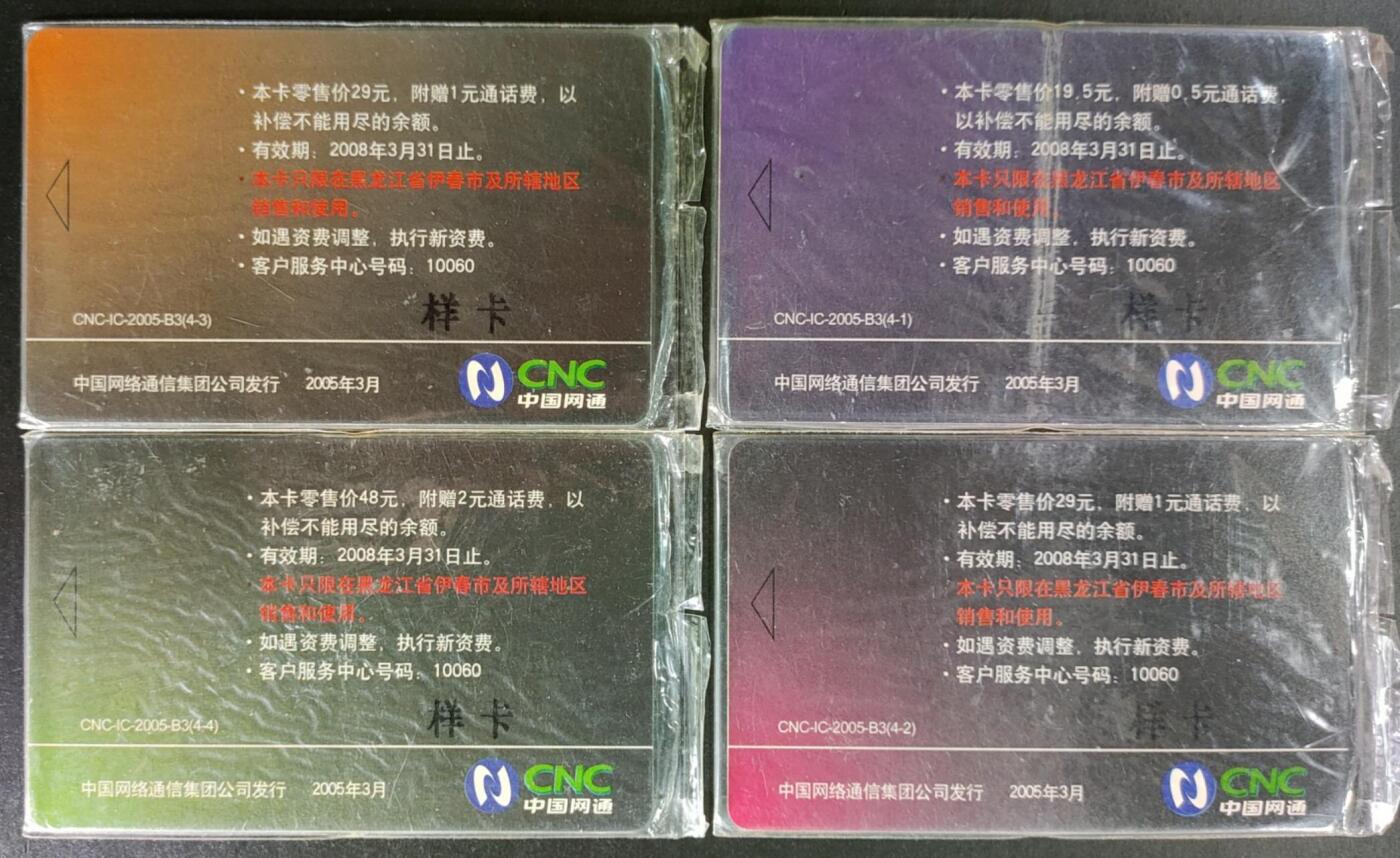 · 本卡零售价29元，附赠1元通话费，以
补偿不能用尽的余额。
· 有效期：2008年3月31日止。
· 本卡只限在黑龙江省伊春市及所辖地区
销售和使用。
· 如遇资费调整，执行新资费。
· 客户服务中心号码：10060
样卡
CNC-IC-2005-B3(4-3)
中国网络通信集团公司发行 2005年3月
CNC
中国网通
· 本卡零售价19.5元，附赠0.5元通话费，
以补偿不能用尽的余额。
· 有效期：2008年3月31日止。
· 本卡只限在黑龙江省伊春市及所辖地区
销售和使用。
· 如遇资费调整，执行新资费。
· 客户服务中心号码：10060
样卡
CNC-IC-2005-B3(4-1)
中国网络通信集团公司发行 2005年3月
CNC
中国网通
· 本卡零售价48元，附赠2元通话费，以
补偿不能用尽的余额。
· 有效期：2008年3月31日止。
· 本卡只限在黑龙江省伊春市及所辖地区
销售和使用。
· 如遇资费调整，执行新资费。
· 客户服务中心号码：10060
样卡
CNC-IC-2005-B3(4-4)
中国网络通信集团公司发行 2005年3月
CNC
中国网通
· 本卡零售价29元，附赠1元通话费，以
补偿不能用尽的余额。
· 有效期：2008年3月31日止。
· 本卡只限在黑龙江省伊春市及所辖地区
销售和使用。
· 如遇资费调整，执行新资费。
· 客户服务中心号码：10060
样卡
CNC-IC-2005-B3(4-2)
中国网络通信集团公司发行 2005年3月
CNC
中国网通